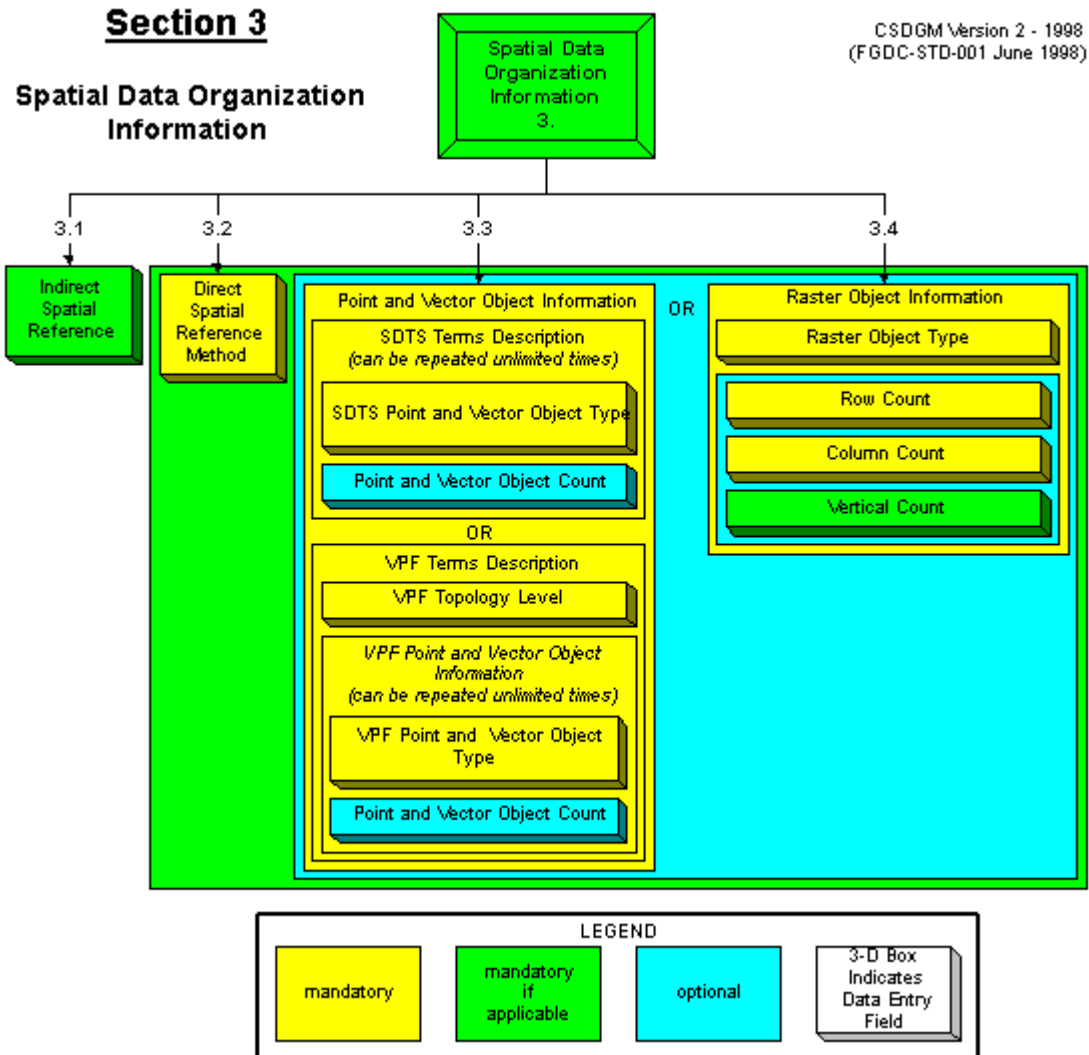 Section 3
CSDGM Version 2 - 1998
(FGDC-STD-001 June 1998)
Spatial Data Organization
Information
Spatial Data
Organization
Information
3.
3.1
3.2
3.3
3.4
Indirect
Spatial
Reference
Direct
Spatial
Reference
Method
Point and Vector Object Information
SDTS Terms Description
(can be repeated unlimited times)
SDTS Point and Vector Object Type
Point and Vector Object Count
OR
VPF Terms Description
VPF Topology Level
VPF Point and Vector Object
Information
(can be repeated unlimited times)
VPF Point and Vector Object
Type
Point and Vector Object Count
OR
Raster Object Information
Raster Object Type
Row Count
Column Count
Vertical Count
LEGEND
mandatory
mandatory
if
applicable
optional
3-D Box
Indicates
Data Entry
Field